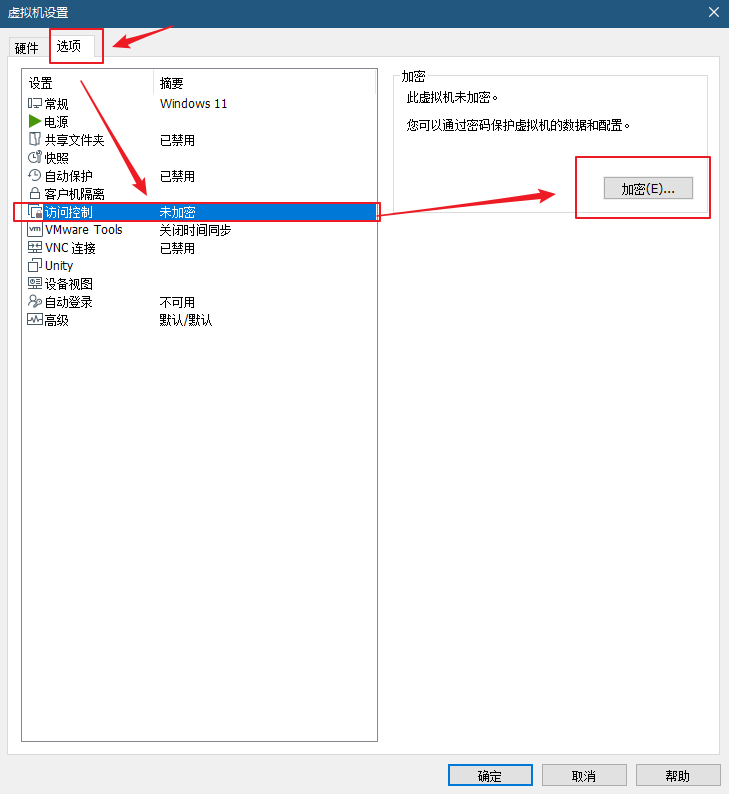 虚拟机设置
硬件 选项
设置 摘要
常规 Windows 11
电源
共享文件夹 已禁用
快照
自动保护 已禁用
客户机隔离
访问控制 未加密
VMware Tools 关闭时间同步
VNC 连接 已禁用
Unity
设备视图
自动登录 不可用
高级 默认/默认
加密
此虚拟机未加密。
您可以通过密码保护虚拟机的数据和配置。
加密(E)...
确定 取消 帮助